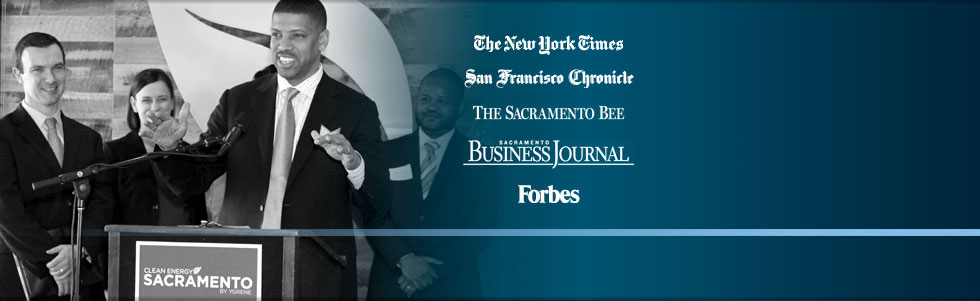 The New York Times
San Francisco Chronicle
THE SACRAMENTO BEE
SACRAMENTO
BUSINESS JOURNAL
Forbes
CLEAN ENERGY
SACRAMENTO
BY YGRENE